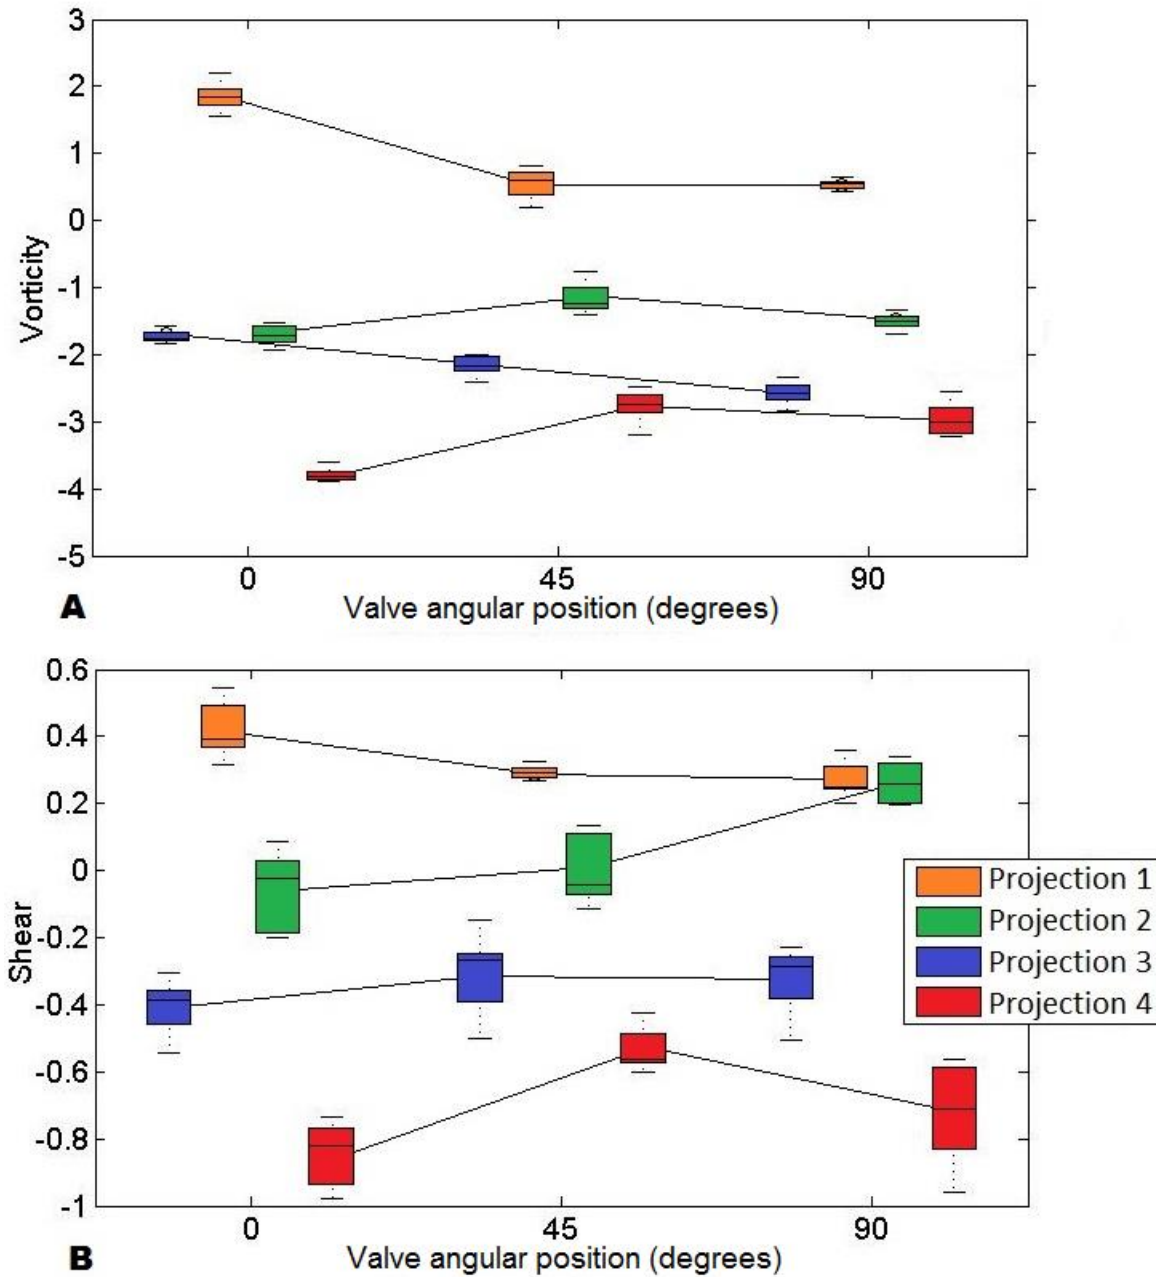 3
2
1
0
-1
-2
-3
-4
-5
Vorticity
0 45 90
A Valve angular position (degrees)
0.6
0.4
0.2
0
-0.2
-0.4
-0.6
-0.8
-1
Shear
Projection 1
Projection 2
Projection 3
Projection 4
0 45 90
B Valve angular position (degrees)